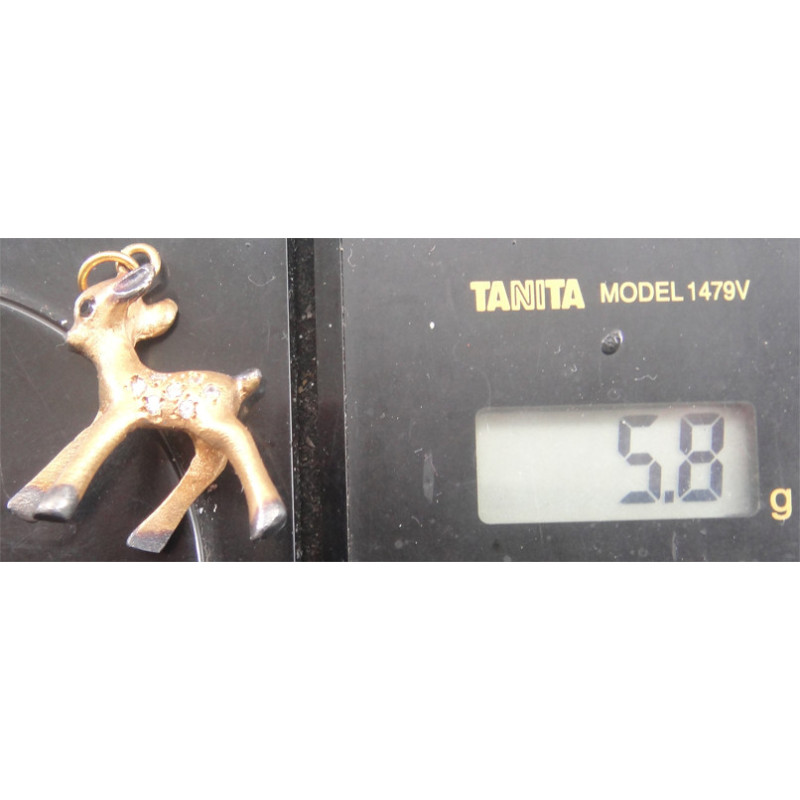 TANITA MODEL 1479V
5.8 g